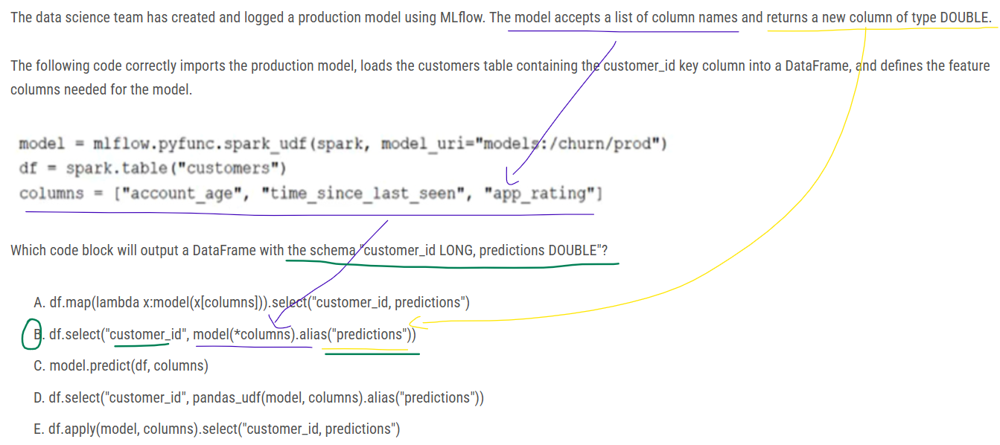 The data science team has created and logged a production model using MLflow. The model accepts a list of column names and returns a new column of type DOUBLE.
The following code correctly imports the production model, loads the customers table containing the customer_id key column into a DataFrame, and defines the feature
columns needed for the model.
model = mlflow.pyfunc.spark_udf(spark, model_uri="models:/churn/prod")
df = spark.table("customers")
columns = ["account_age", "time_since_last_seen", "app_rating"]
Which code block will output a DataFrame with the schema "customer_id LONG, predictions DOUBLE"?
A. df.map(lambda x:model(x[columns])).select("customer_id, predictions")
B. df.select("customer_id", model(*columns).alias("predictions"))
C. model.predict(df, columns)
D. df.select("customer_id", pandas_udf(model, columns).alias("predictions"))
E. df.apply(model, columns).select("customer_id, predictions")